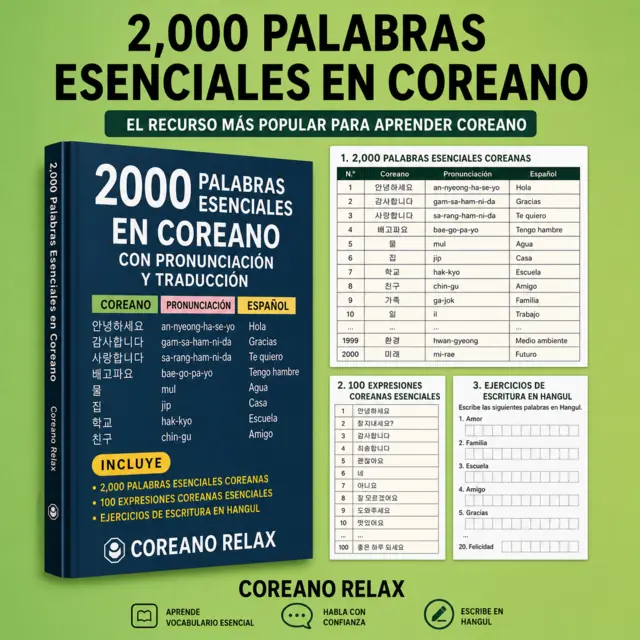 2,000 PALABRAS
ESENCIALES EN COREANO
EL RECURSO MÁS POPULAR PARA APRENDER COREANO
2,000 Palabras Esenciales en Coreano
Coreano Relax
2000 PALABRAS
ESENCIALES
EN COREANO
CON PRONUNCIACIÓN
Y TRADUCCIÓN
COREANO PRONUNCIACIÓN ESPAÑOL
안녕하세요 an-nyeong-ha-se-yo Hola
감사합니다 gam-sa-ham-ni-da Gracias
사랑합니다 sa-rang-ham-ni-da Te quiero
배고파요 bae-go-pa-yo Tengo hambre
물 mul Agua
집 jip Casa
학교 hak-kyo Escuela
친구 chin-gu Amigo
INCLUYE
• 2,000 PALABRAS ESENCIALES COREANAS
• 100 EXPRESIONES COREANAS ESENCIALES
• EJERCICIOS DE ESCRITURA EN HANGUL
COREANO RELAX
1. 2,000 PALABRAS ESENCIALES COREANAS
N.º Coreano Pronunciación Español
1 안녕하세요 an-nyeong-ha-se-yo Hola
2 감사합니다 gam-sa-ham-ni-da Gracias
3 사랑합니다 sa-rang-ham-ni-da Te quiero
4 배고파요 bae-go-pa-yo Tengo hambre
5 물 mul Agua
6 집 jip Casa
7 학교 hak-kyo Escuela
8 친구 chin-gu Amigo
9 가족 ga-jok Familia
10 일 il Trabajo
... ... ... ...
1999 환경 hwan-gyeong Medio ambiente
2000 미래 mi-rae Futuro
2. 100 EXPRESIONES
COREANAS ESENCIALES
1 안녕하세요
2 잘 지내세요?
3 감사합니다
4 죄송합니다
5 괜찮아요
6 네
7 아니요
8 잘 모르겠어요
9 도와주세요
10 맛있어요
... ...
100 좋은 하루 되세요
3. EJERCICIOS DE
ESCRITURA EN HANGUL
Escribe las siguientes palabras en Hangul.
1. Amor
2. Familia
3. Escuela
4. Amigo
5. Gracias
...
20. Felicidad
COREANO RELAX
APRENDE
VOCABULARIO ESENCIAL
HABLA CON
CONFIANZA
ESCRIBE EN
HANGUL